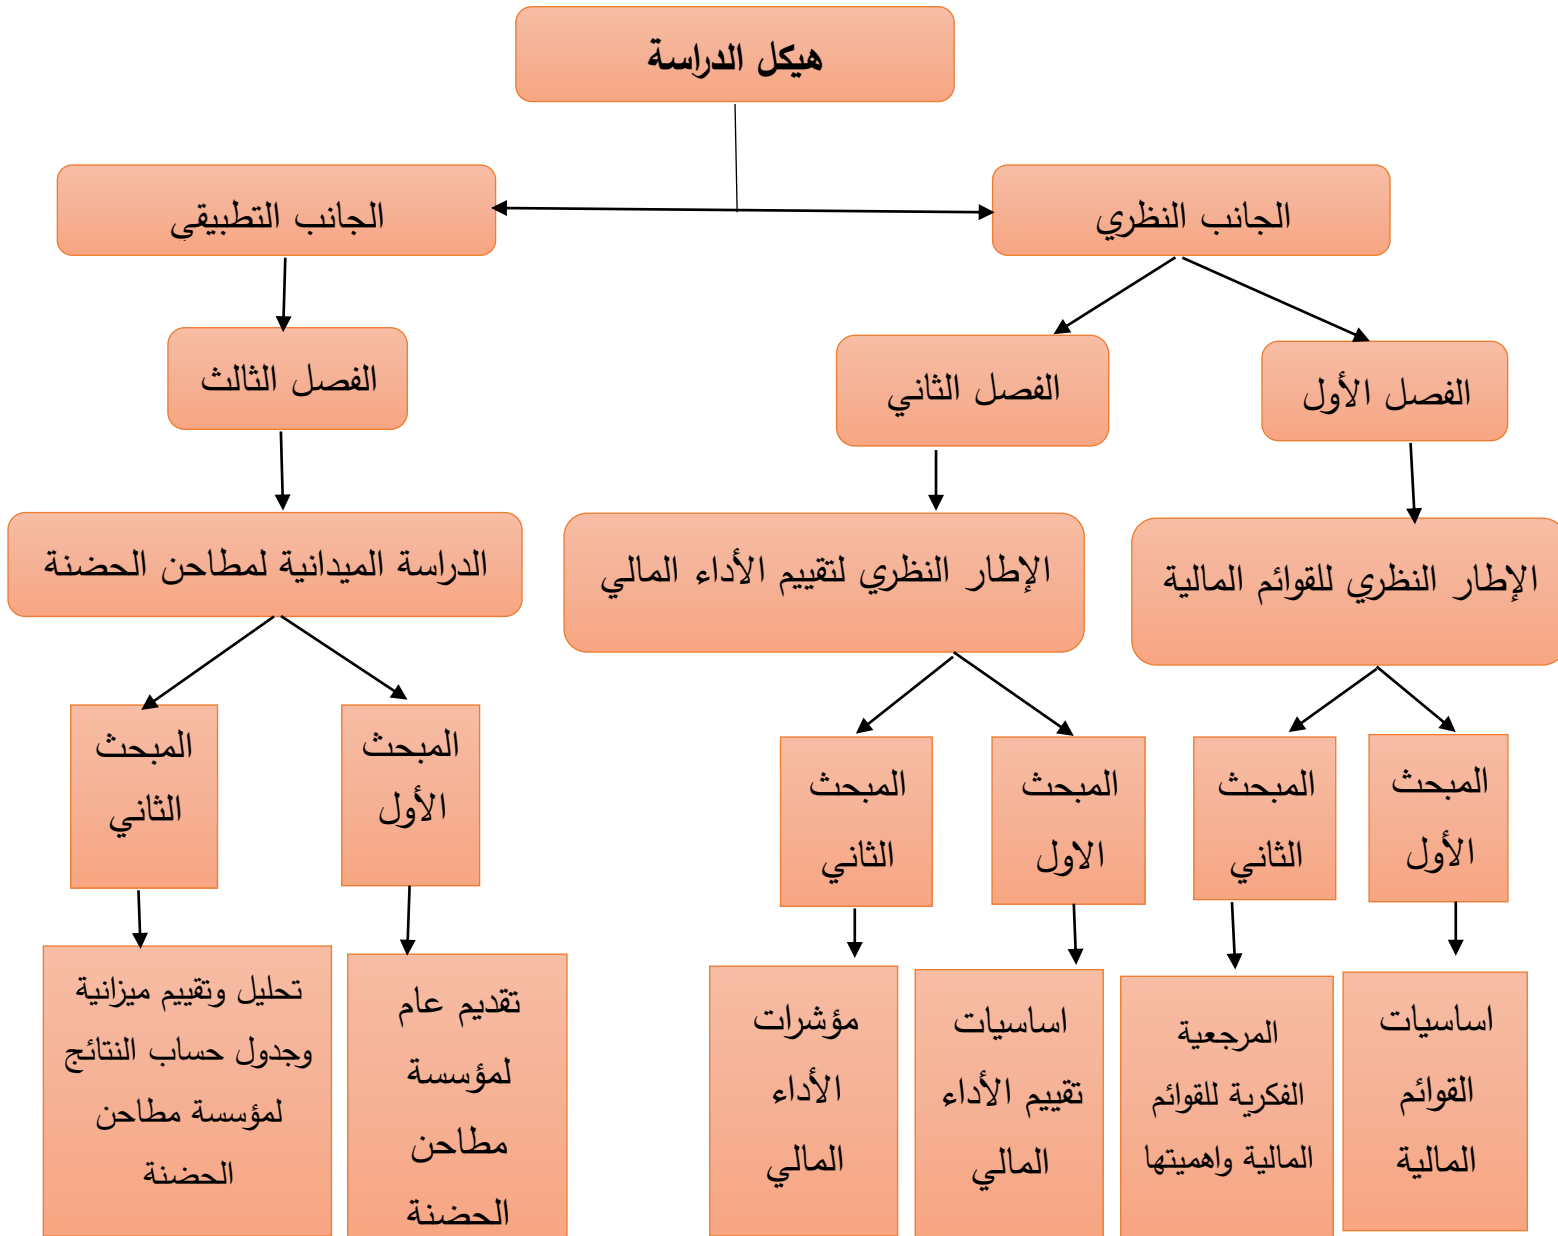 هيكل الدراسة
الجانب النظري
الجانب التطبيقي
الفصل الأول
الفصل الثاني
الفصل الثالث
الإطار النظري للقوائم المالية
الإطار النظري لتقييم الأداء المالي
الدراسة الميدانية لمطاحن الحضنة
المبحث
الأول
المبحث
الثاني
المبحث
الاول
المبحث
الثاني
المبحث
الأول
المبحث
الثاني
اساسيات
القوائم
المالية
المرجعية
الفكرية للقوائم
المالية واهميتها
اساسيات
تقييم الأداء
المالي
مؤشرات
الأداء
المالي
تقديم عام
لمؤسسة
مطاحن
الحضنة
تحليل وتقييم ميزانية
وجدول حساب النتائج
لمؤسسة مطاحن
الحضنة